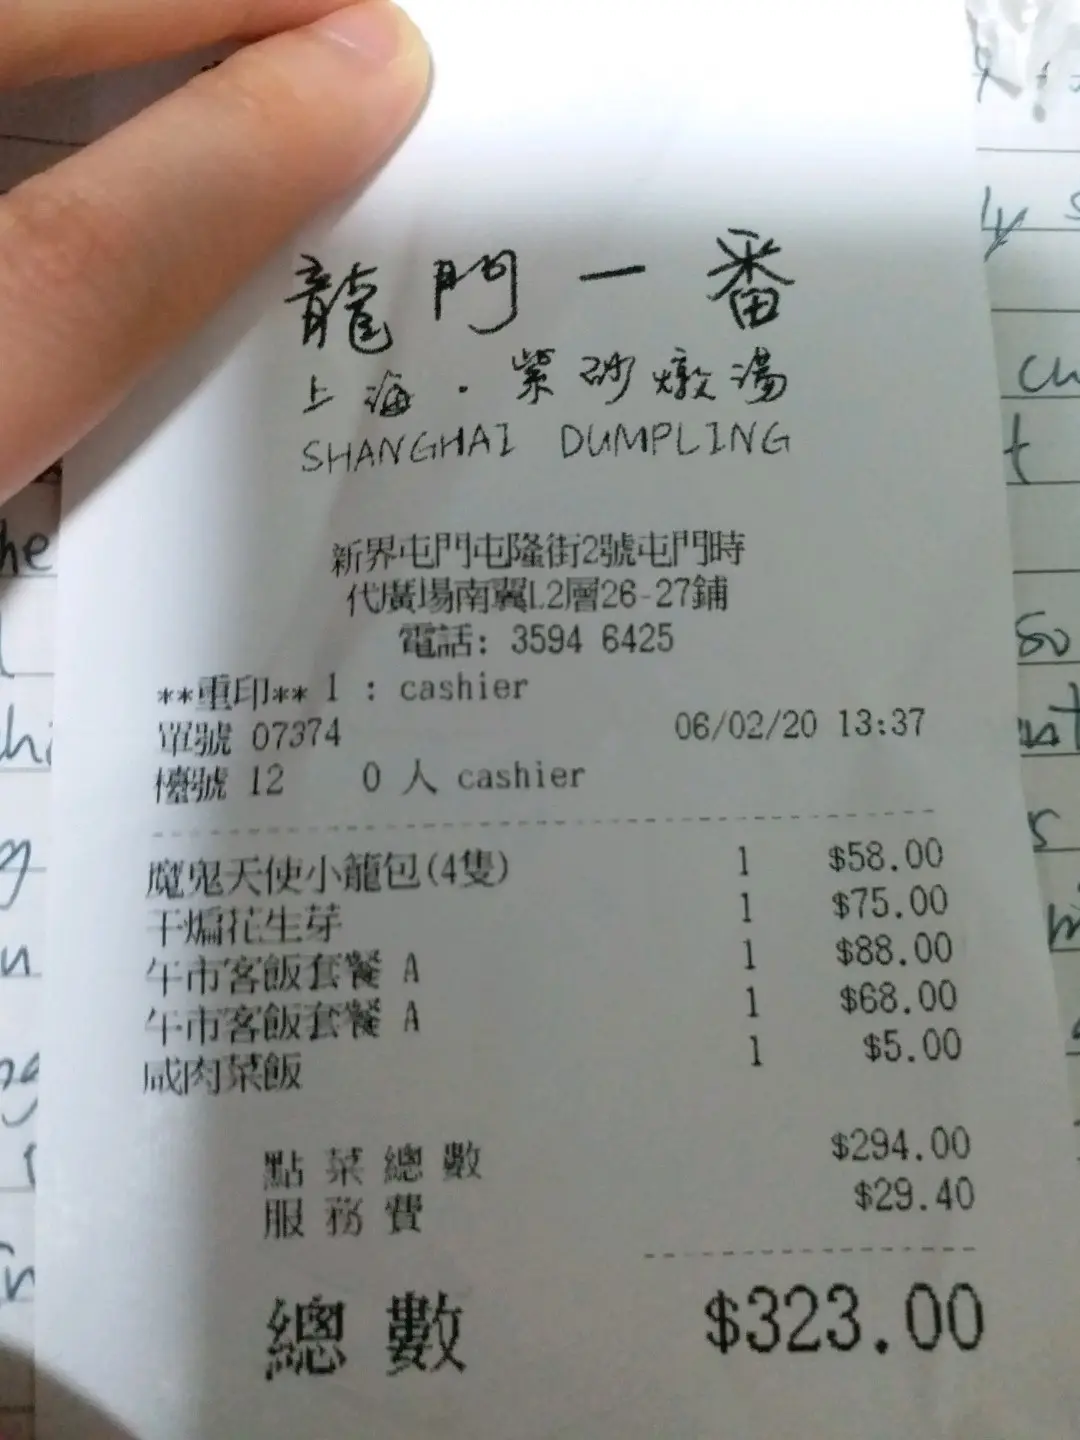 龍門一番
上海．紫砂燉湯
SHANGHAI DUMPLING
新界屯門屯隆街2號屯門時
代廣場南翼L2層26-27鋪
電話: 3594 6425
**重印** 1 : cashier
單號 07374 06/02/20 13:37
檯號 12 0 人 cashier
魔鬼天使小龍包(4隻) 1 $58.00
干煸花生芽 1 $75.00
午市客飯套餐 A 1 $88.00
午市客飯套餐 A 1 $68.00
咸肉菜飯 1 $5.00
點菜總數 $294.00
服務費 $29.40
總數 $323.00